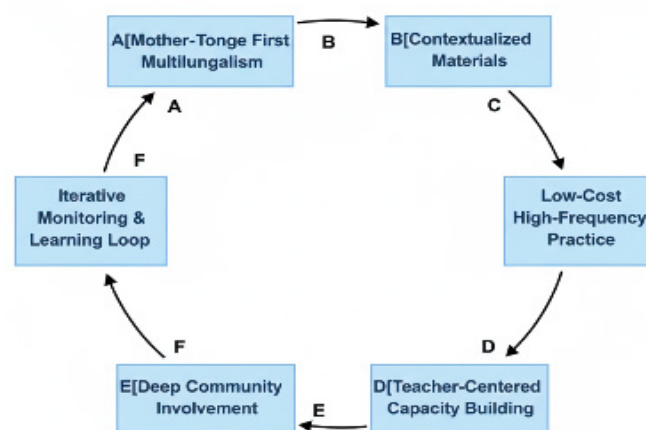 A[Mother-Tonge First
Multilungalism
B
B[Contextualized
Materials
C
Low-Cost
High-Frequency
Practice
D
D[Teacher-Centered
Capacity Building
E
E[Deep Community
Involvement
F
Iterative
Monitoring &
Learning Loop
F
A